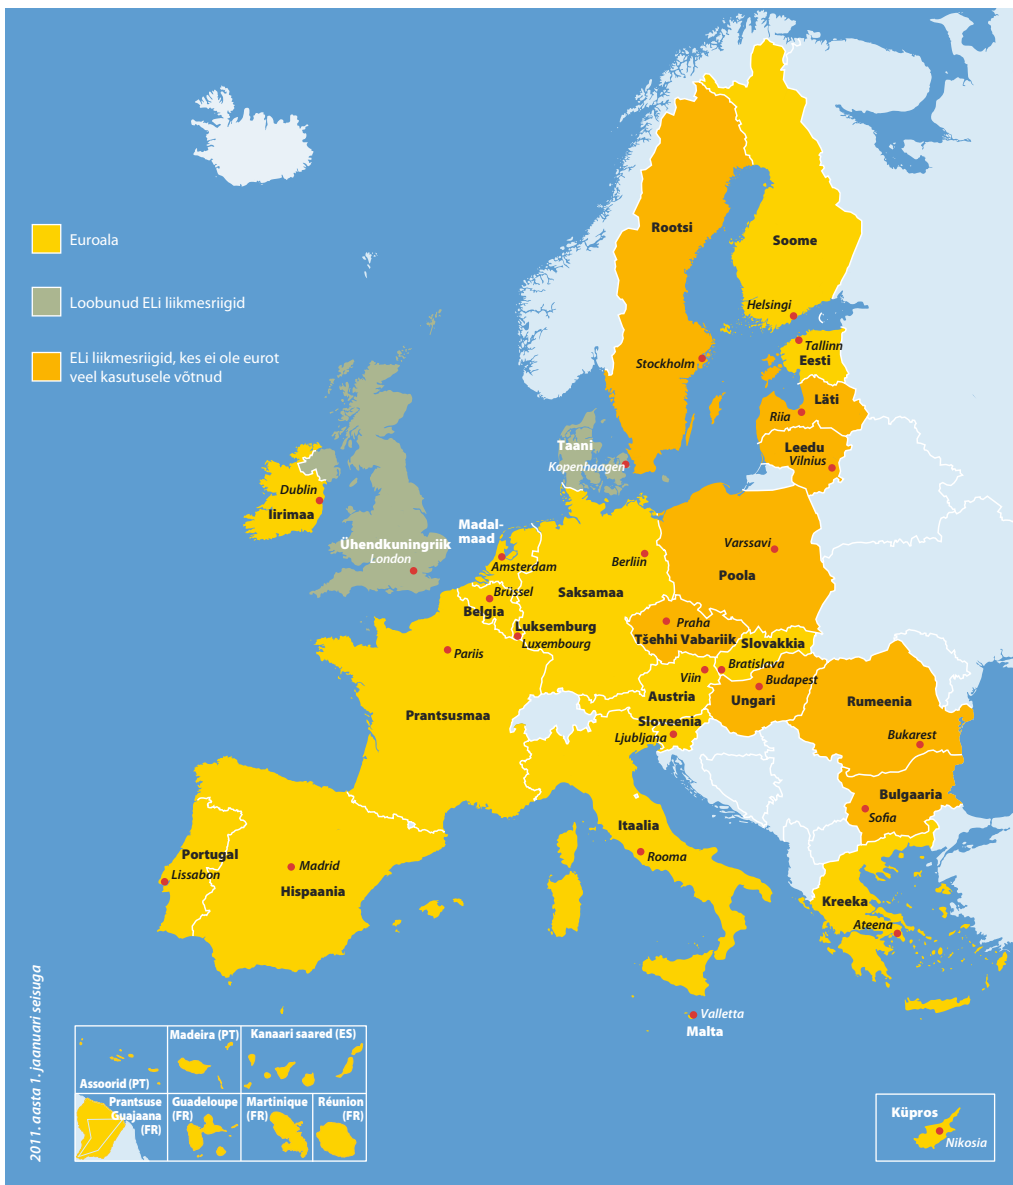 Euroala
Loobunud ELi liikmesriigid
ELi liikmesriigid, kes ei ole eurot
veel kasutusele võtnud
Rootsi
Soome
Helsingi
Tallinn
Eesti
Stockholm
Läti
Riia
Leedu
Vilnius
Taani
Kopenhaagen
Dublin
Iirimaa
Ühendkuningriik
London
Madal-
maad
Amsterdam
Berliin
Varssavi
Poola
Saksamaa
Brüssel
Belgia
Luksemburg
Luxembourg
Praha
Tšehhi Vabariik
Slovakkia
Pariis
Bratislava
Viin
Budapest
Austria
Ungari
Rumeenia
Prantsusmaa
Sloveenia
Ljubljana
Bukarest
Bulgaaria
Sofia
Itaalia
Rooma
Portugal
Lissabon
Madrid
Hispaania
Kreeka
Ateena
Valletta
Malta
2011. aasta 1. jaanuari seisuga
Assoorid (PT)
Madeira (PT)
Kanaari saared (ES)
Prantsuse
Guajaana
(FR)
Guadeloupe
(FR)
Martinique
(FR)
Réunion
(FR)
Küpros
Nikosia